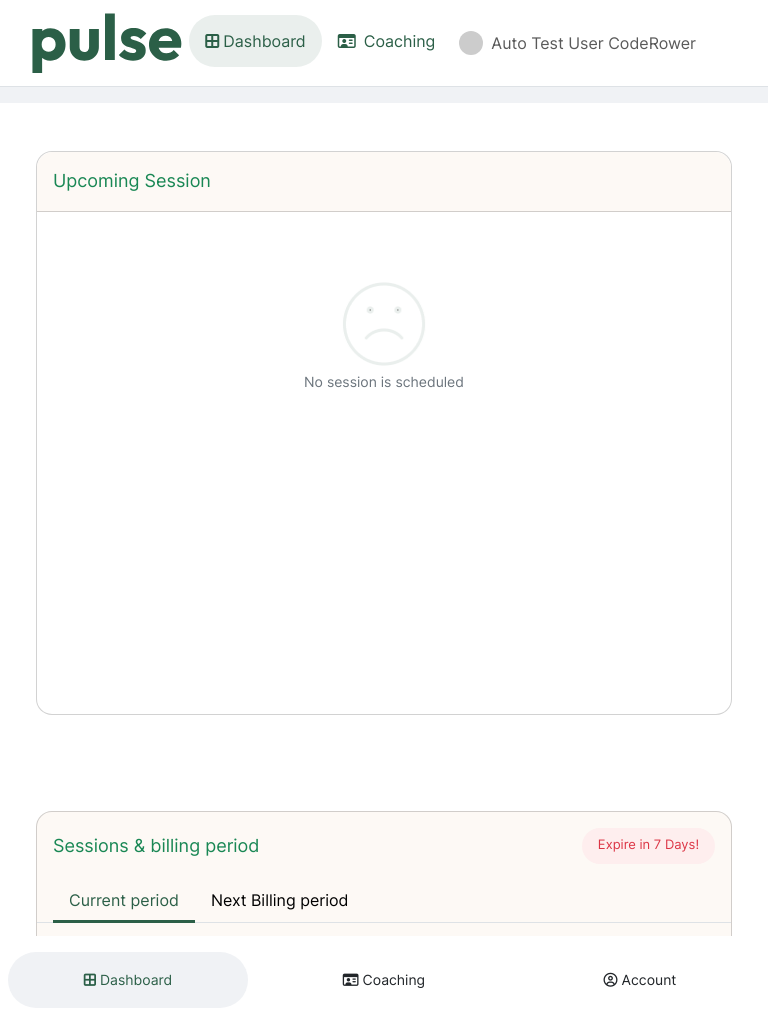 pulse
Dashboard
Coaching
Auto Test User CodeRower
Upcoming Session
No session is scheduled
Sessions & billing period
Expire in 7 Days!
Current period
Next Billing period
Dashboard
Coaching
Account